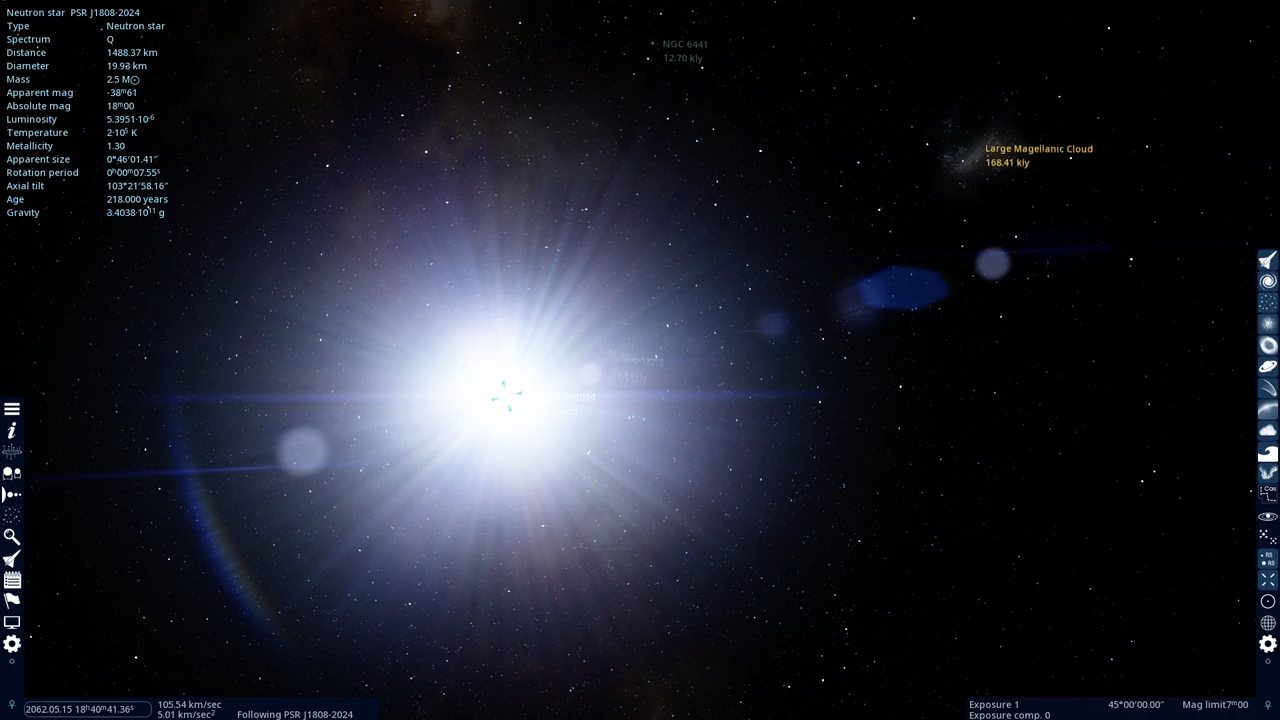 Neutron star PSR J1808-2024
Type Neutron star
Spectrum Q
Distance 1488.37 km
Diameter 19.93 km
Mass 2.5 M☉
Apparent mag -38ᵐ61
Absolute mag 18ᵐ00
Luminosity 5.3951·10⁻⁶
Temperature 2·10⁵ K
Metallicity 1.30
Apparent size 0°46′01.41″
Rotation period 0ʰ00ᵐ07.55ˢ
Axial tilt 103°21′58.16″
Age 218.000 years
Gravity 3.4038·10¹¹ g
NGC 6441
12.70 kly
Large Magellanic Cloud
168.41 kly
2024
Cas
RS
RS
2062.05.15 18ʰ40ᵐ41.36ˢ
105.54 km/sec
5.01 km/sec²
Following PSR J1808-2024
Exposure 1
Exposure comp. 0
45°00′00.00″
Mag limit 7ᵐ00